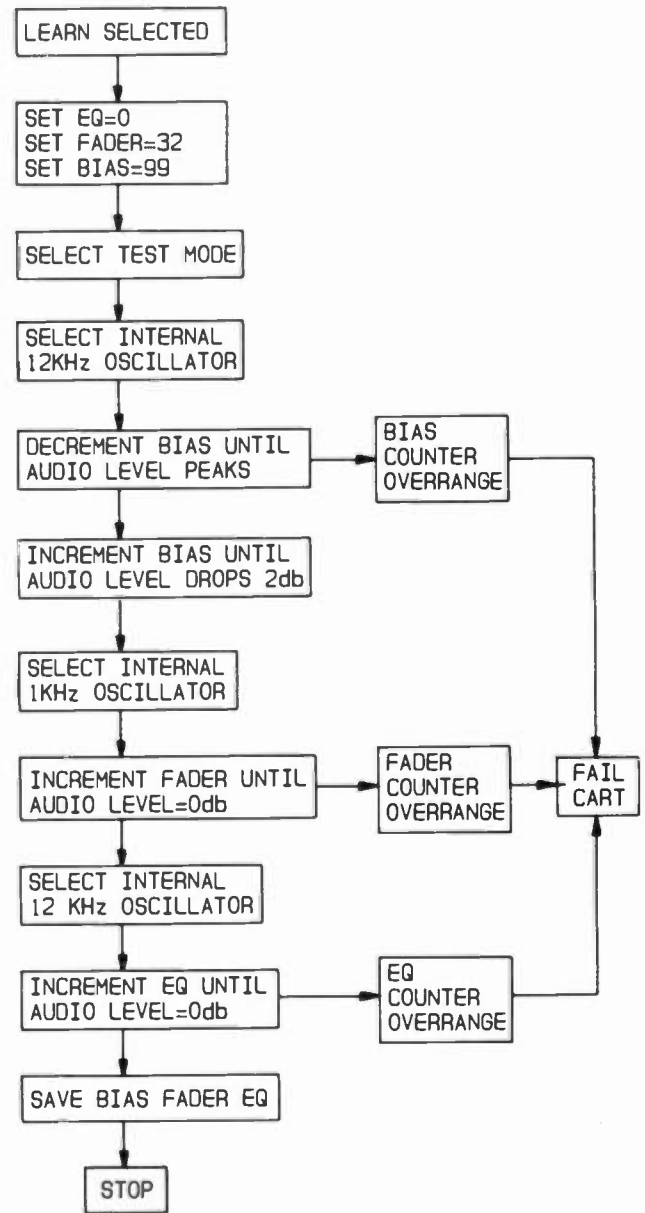 LEARN SELECTED
SET EQ=0
SET FADER=32
SET BIAS=99
SELECT TEST MODE
SELECT INTERNAL
12KHz OSCILLATOR
DECREMENT BIAS UNTIL
AUDIO LEVEL PEAKS
BIAS
COUNTER
OVERRANGE
INCREMENT BIAS UNTIL
AUDIO LEVEL DROPS 2db
SELECT INTERNAL
1KHz OSCILLATOR
INCREMENT FADER UNTIL
AUDIO LEVEL=0db
FADER
COUNTER
OVERRANGE
FAIL
CART
SELECT INTERNAL
12 KHz OSCILLATOR
INCREMENT EQ UNTIL
AUDIO LEVEL=0db
EQ
COUNTER
OVERRANGE
SAVE BIAS FADER EQ
STOP